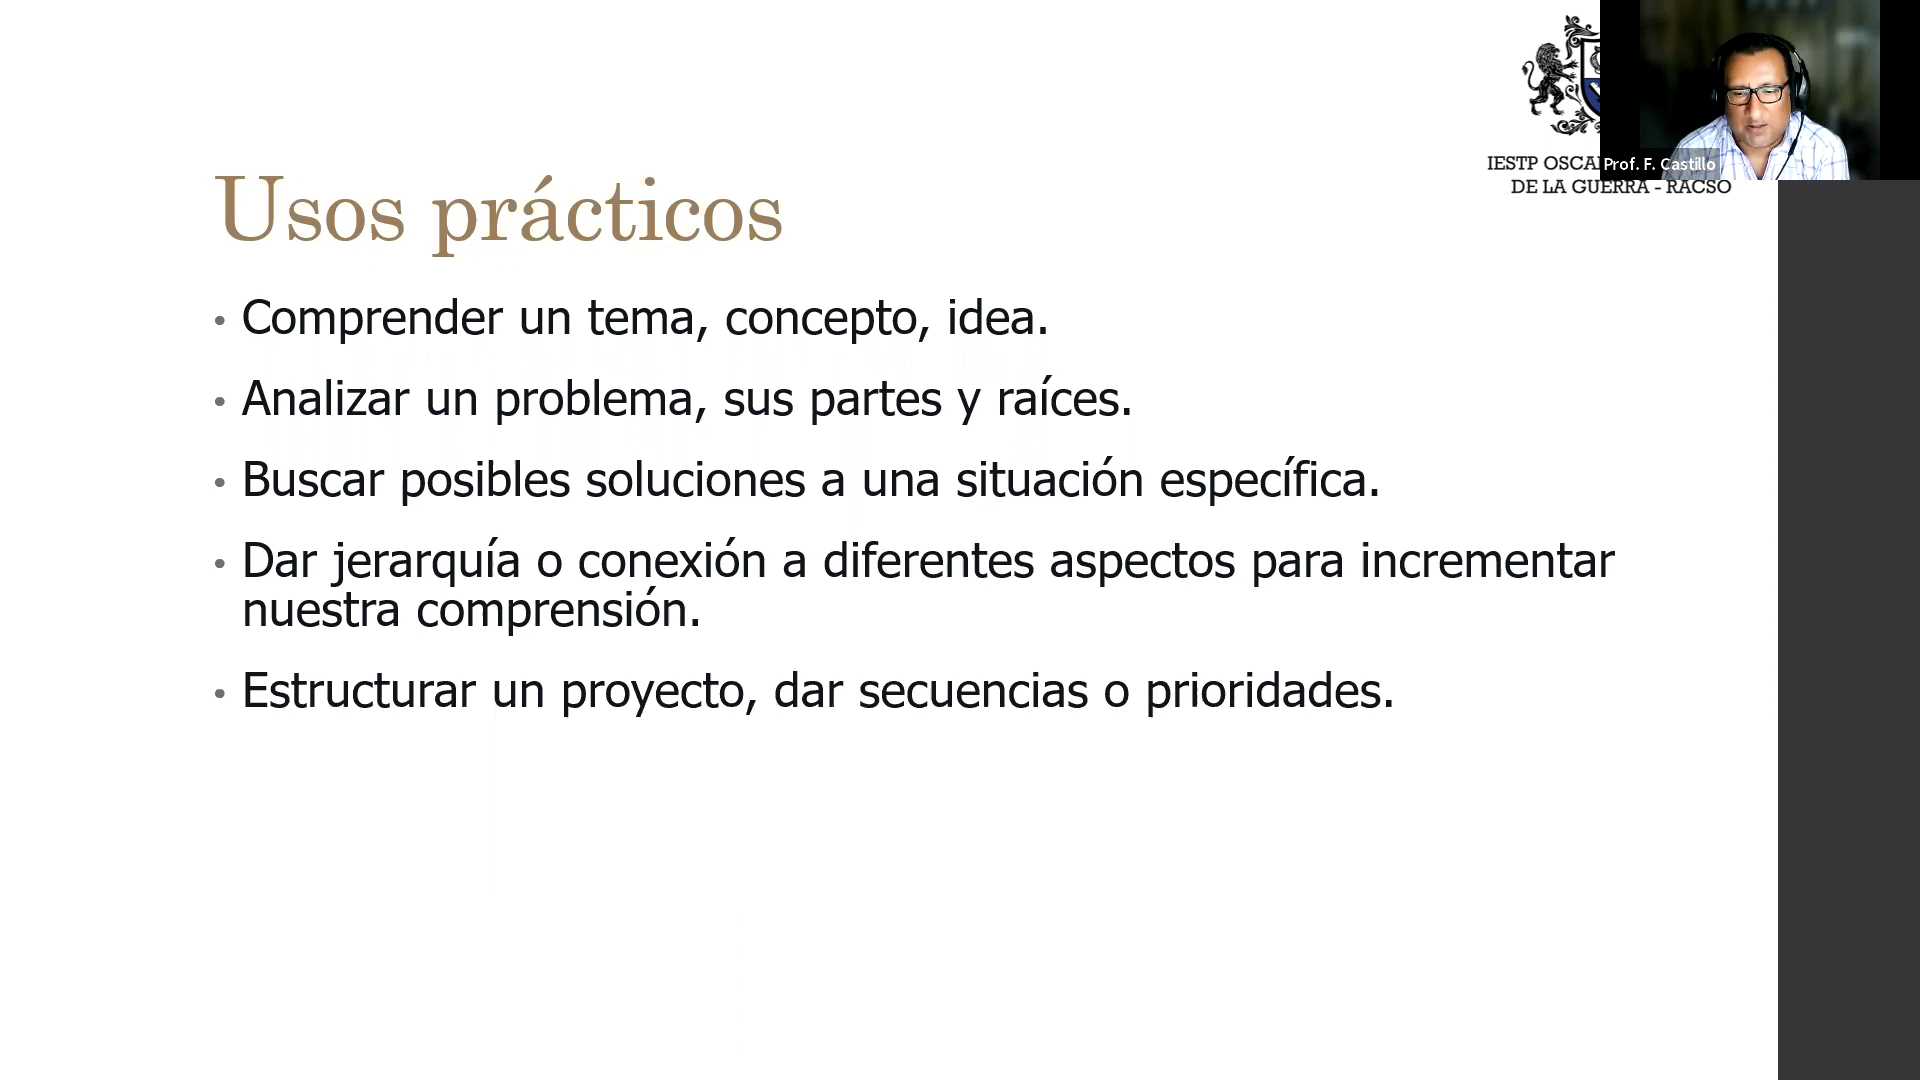 IESTP OSCA
Prof. F. Castillo
DE LA GUERRA - RACSO
Usos prácticos
• Comprender un tema, concepto, idea.
• Analizar un problema, sus partes y raíces.
• Buscar posibles soluciones a una situación específica.
• Dar jerarquía o conexión a diferentes aspectos para incrementar
nuestra comprensión.
• Estructurar un proyecto, dar secuencias o prioridades.